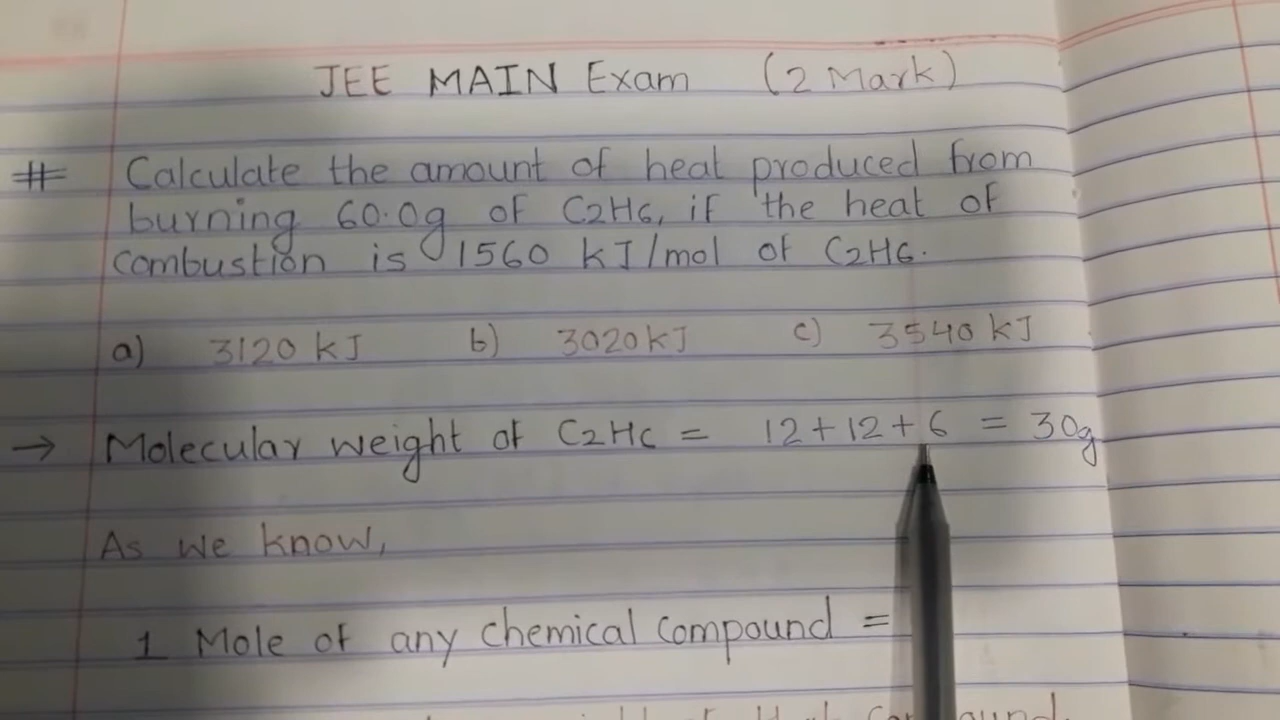 JEE MAIN Exam (2 Mark)
# Calculate the amount of heat produced from
burning 60.0g of C2H6, if the heat of
combustion is 1560 kJ/mol of C2H6.
a) 3120 kJ b) 3020 kJ c) 3540 kJ
→ Molecular weight of C2H6 = 12+12+6 = 30g
As we know,
1 Mole of any chemical compound =